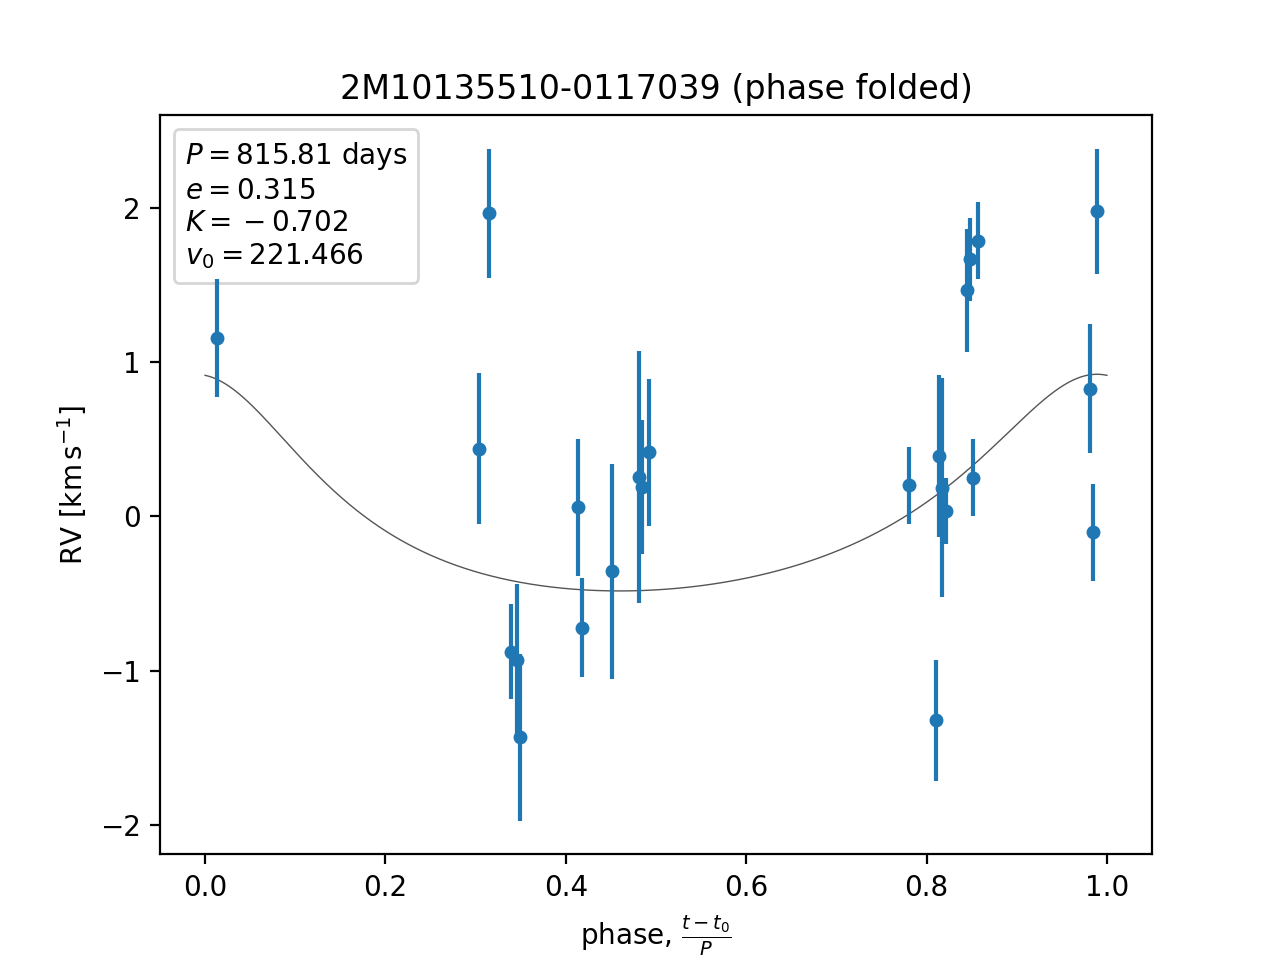 2M10135510-0117039 (phase folded)
P = 815.81 days
e = 0.315
K = −0.702
v₀ = 221.466
RV [km s⁻¹]
2
1
0
−1
−2
0.0 0.2 0.4 0.6 0.8 1.0
phase, (t − t₀)/P